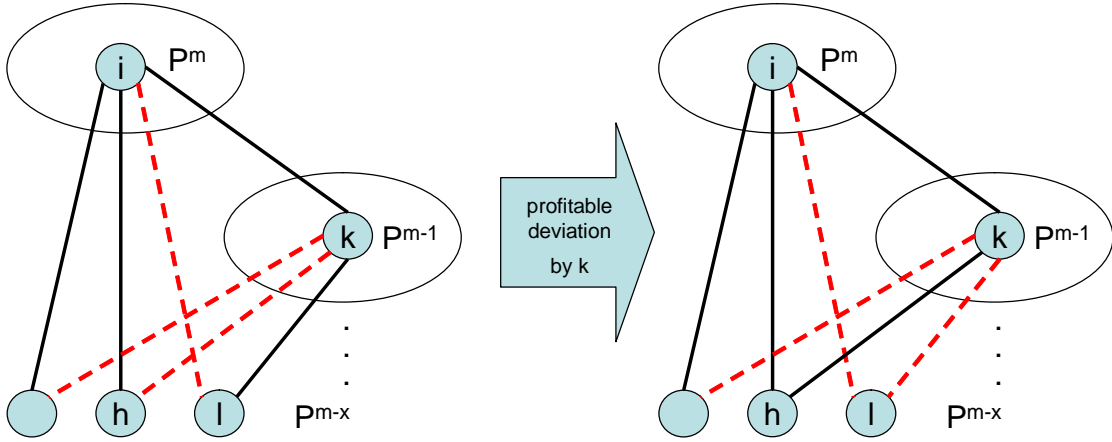 i P^m
k P^m-1
h l P^m-x
profitable
deviation
by k
i P^m
k P^m-1
h l P^m-x